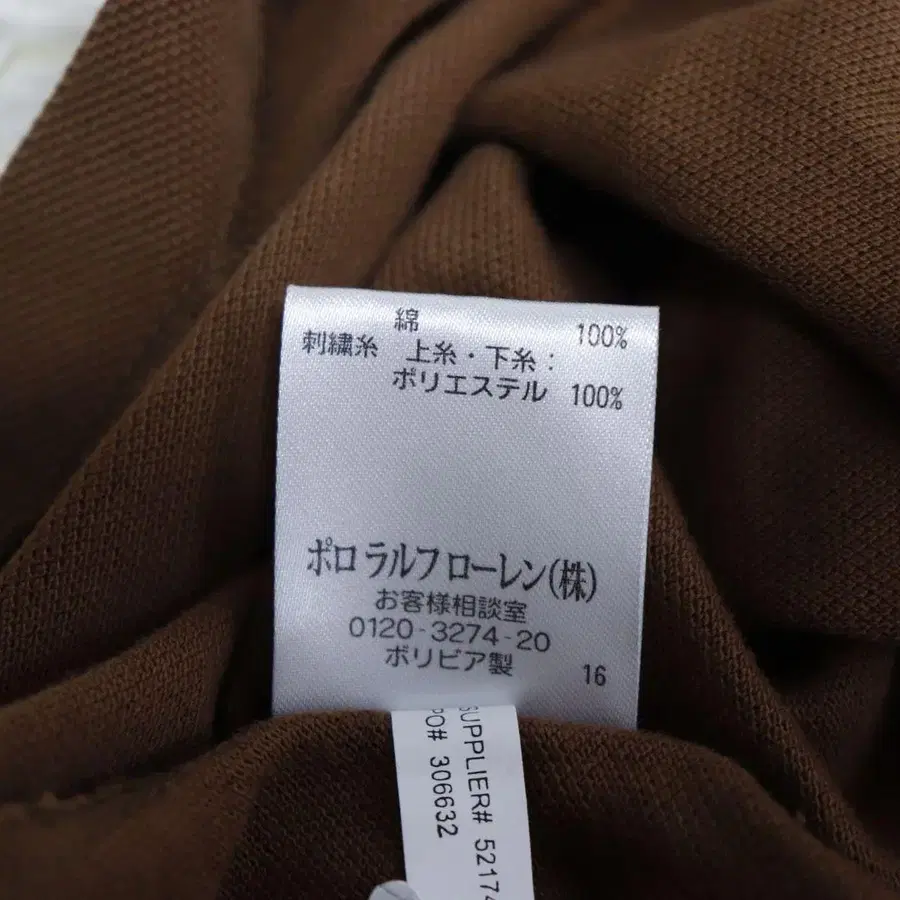 綿 100%
刺繍糸 上糸・下糸:
ポリエステル 100%
ポロ ラルフ ローレン(株)
お客様相談室
0120-3274-20
ボリビア製 16
SUPPLIER# 52174
PO# 306632